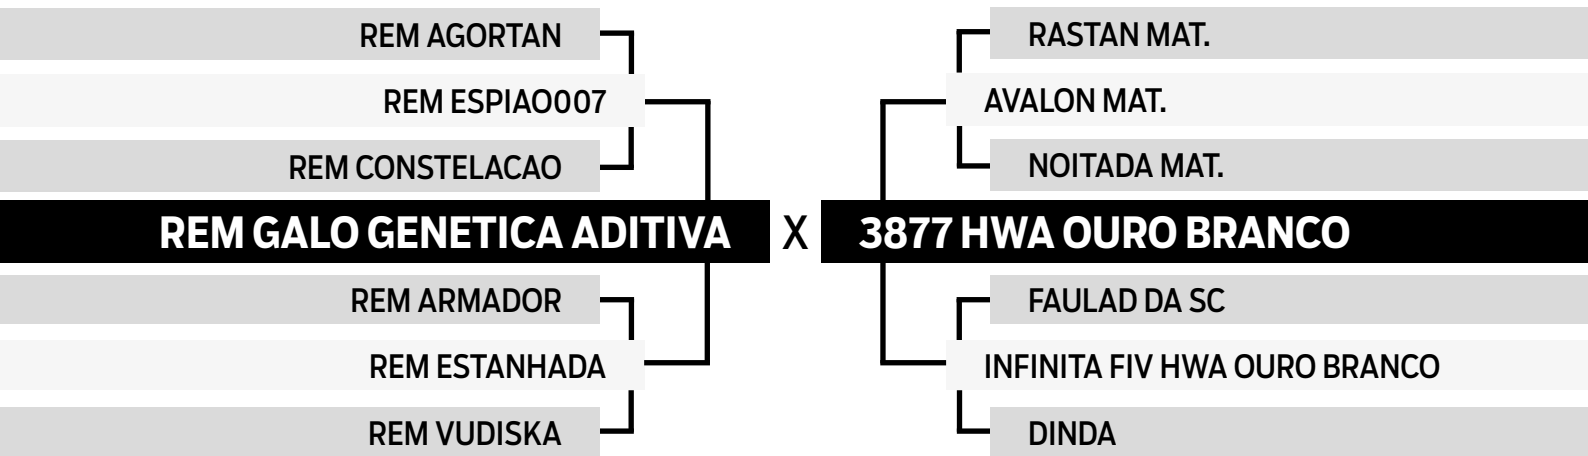 REM AGORTAN
REM ESPIAO007
REM CONSTELACAO
REM GALO GENETICA ADITIVA
REM ARMADOR
REM ESTANHADA
REM VUDISKA
X
RASTAN MAT.
AVALON MAT.
NOITADA MAT.
3877 HWA OURO BRANCO
FAULAD DA SC
INFINITA FIV HWA OURO BRANCO
DINDA